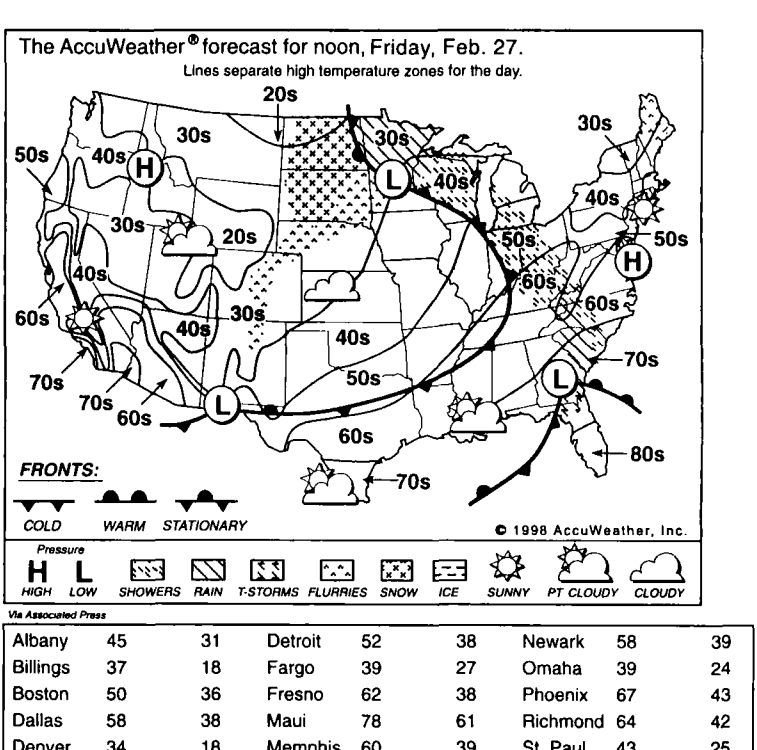 The AccuWeather® forecast for noon, Friday, Feb. 27.
Lines separate high temperature zones for the day.
20s
30s
30s
30s
50s
40s
H
L
40s
40s
30s
20s
50s
50s
H
40s
60s
60s
60s
40s
30s
40s
70s
50s
L
70s
70s
60s
L
60s
80s
70s
FRONTS:
COLD WARM STATIONARY
© 1998 AccuWeather, Inc.
Pressure
H L
HIGH LOW SHOWERS RAIN T-STORMS FLURRIES SNOW ICE SUNNY PT CLOUDY CLOUDY
Via Associated Press
Albany 45 31 Detroit 52 38 Newark 58 39
Billings 37 18 Fargo 39 27 Omaha 39 24
Boston 50 36 Fresno 62 38 Phoenix 67 43
Dallas 58 38 Maui 78 61 Richmond 64 42
Denver 34 18 Memphis 60 39 St. Paul 43 25